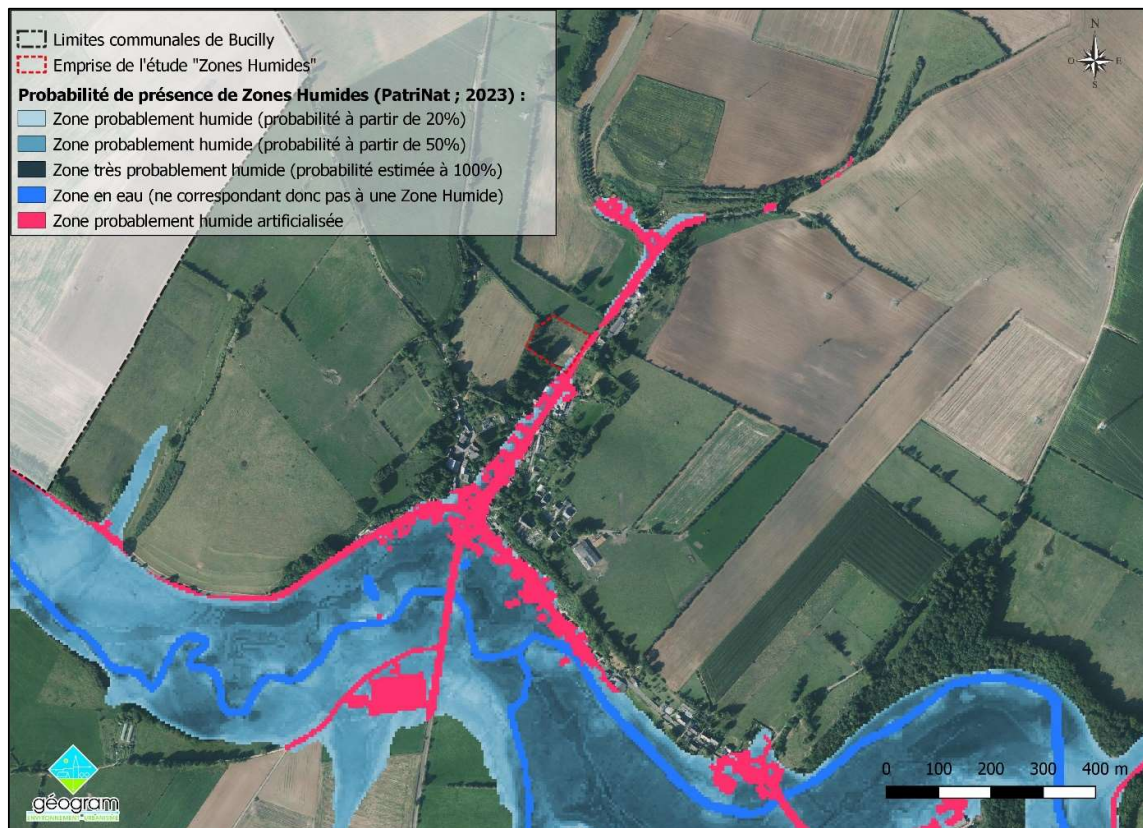 Limites communales de Bucilly
Emprise de l'étude "Zones Humides"
Probabilité de présence de Zones Humides (PatriNat ; 2023) :
Zone probablement humide (probabilité à partir de 20%)
Zone probablement humide (probabilité à partir de 50%)
Zone très probablement humide (probabilité estimée à 100%)
Zone en eau (ne correspondant donc pas à une Zone Humide)
Zone probablement humide artificialisée
N
O E
S
0 100 200 300 400 m
géogram
ENVIRONNEMENT - URBANISME